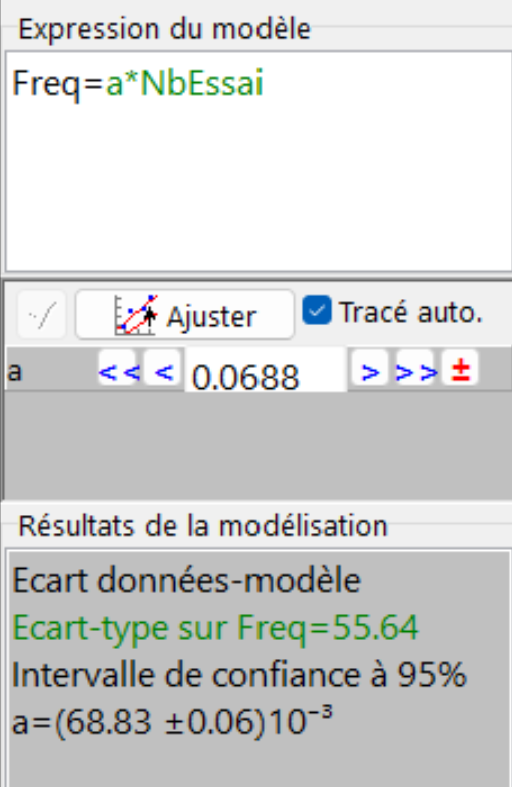 Expression du modèle
Freq=a*NbEssai
Ajuster
Tracé auto.
a << < 0.0688 > >> ±
Résultats de la modélisation
Ecart données-modèle
Ecart-type sur Freq=55.64
Intervalle de confiance à 95%
a=(68.83 ±0.06)10⁻³